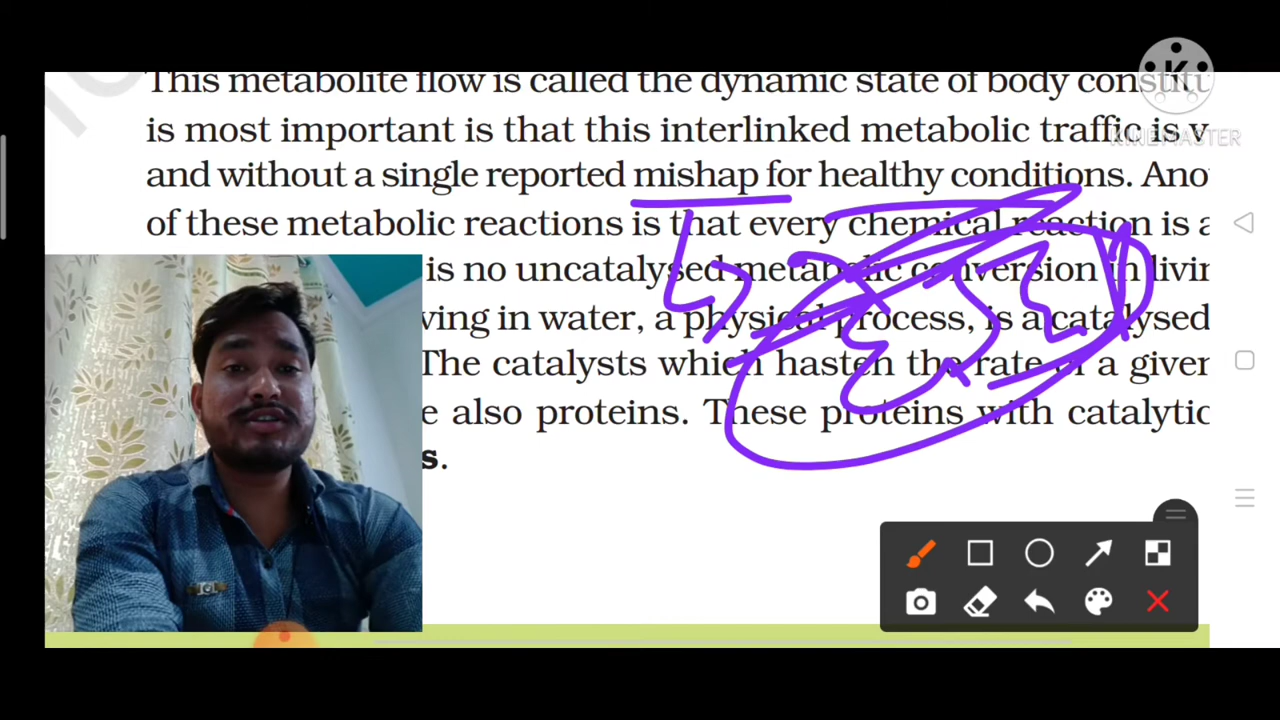 This metabolite flow is called the dynamic state of body constitu
is most important is that this interlinked metabolic traffic is v
and without a single reported mishap for healthy conditions. Ano
of these metabolic reactions is that every chemical reaction is a
is no uncatalysed metabolic conversion in livin
ving in water, a physical process, is a catalysed
The catalysts which hasten the rate of a given
e also proteins. These proteins with catalytic
s.
KINEMASTER